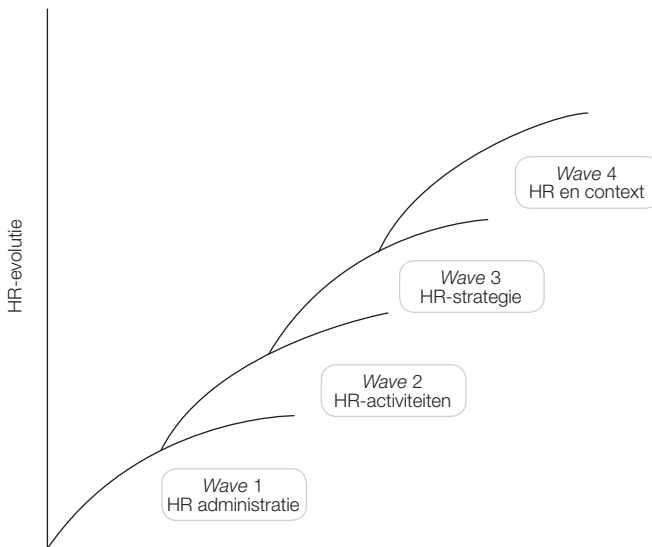 HR-evolutie
Wave 4
HR en context
Wave 3
HR-strategie
Wave 2
HR-activiteiten
Wave 1
HR administratie